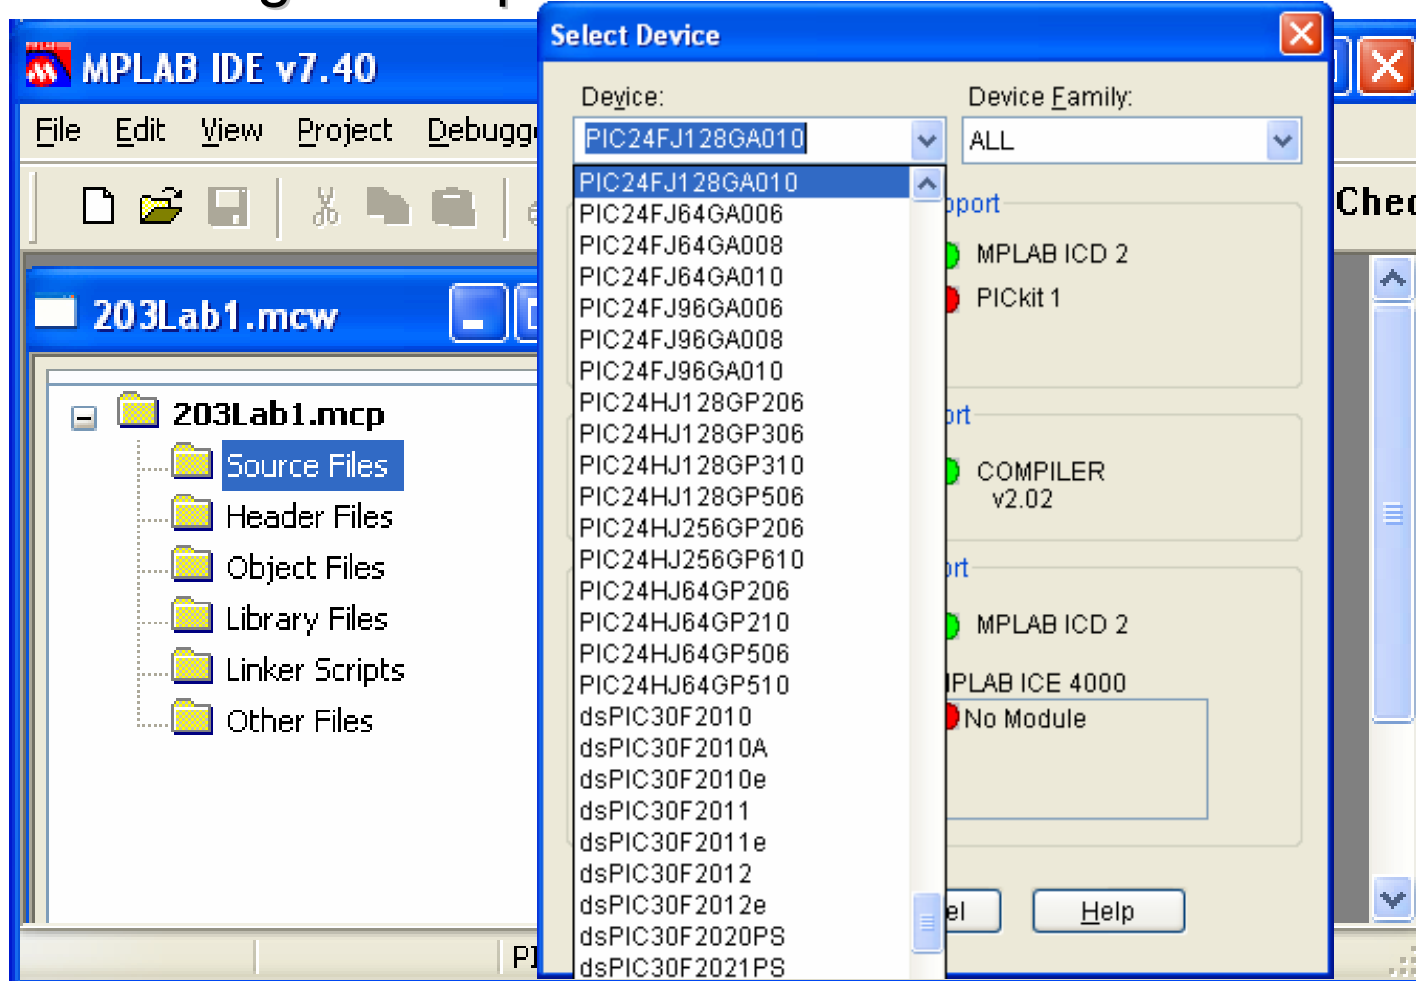 MPLAB IDE v7.40
File Edit View Project
203Lab1.mcw
203Lab1.mcp
Source Files
Header Files
Object Files
Library Files
Linker Scripts
Other Files
Select Device
Device: Device Family:
PIC24FJ128GA010 ALL
PIC24FJ128GA010
PIC24FJ64GA006
PIC24FJ64GA008
PIC24FJ64GA010
PIC24FJ96GA006
PIC24FJ96GA008
PIC24FJ96GA010
PIC24HJ128GP206
PIC24HJ128GP306
PIC24HJ128GP310
PIC24HJ128GP506
PIC24HJ256GP206
PIC24HJ256GP610
PIC24HJ64GP206
PIC24HJ64GP210
PIC24HJ64GP506
PIC24HJ64GP510
dsPIC30F2010
dsPIC30F2010A
dsPIC30F2010e
dsPIC30F2011
dsPIC30F2011e
dsPIC30F2012
dsPIC30F2012e
dsPIC30F2020PS
dsPIC30F2021PS
MPLAB ICD 2
PICkit 1
COMPILER
v2.02
MPLAB ICD 2
ICE 4000
No Module
Help